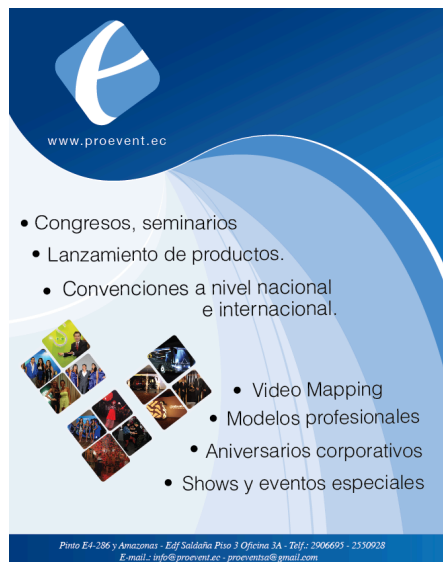 e
www.proevent.ec
• Congresos, seminarios
• Lanzamiento de productos.
• Convenciones a nivel nacional
e internacional.
• Video Mapping
• Modelos profesionales
• Aniversarios corporativos
• Shows y eventos especiales
Pinto E4-286 y Amazonas - Edf Saldaña Piso 3 Oficina 3A - Telf.: 2906695 - 2550928
E-mail.: info@proevent.ec - proeventsa@gmail.com